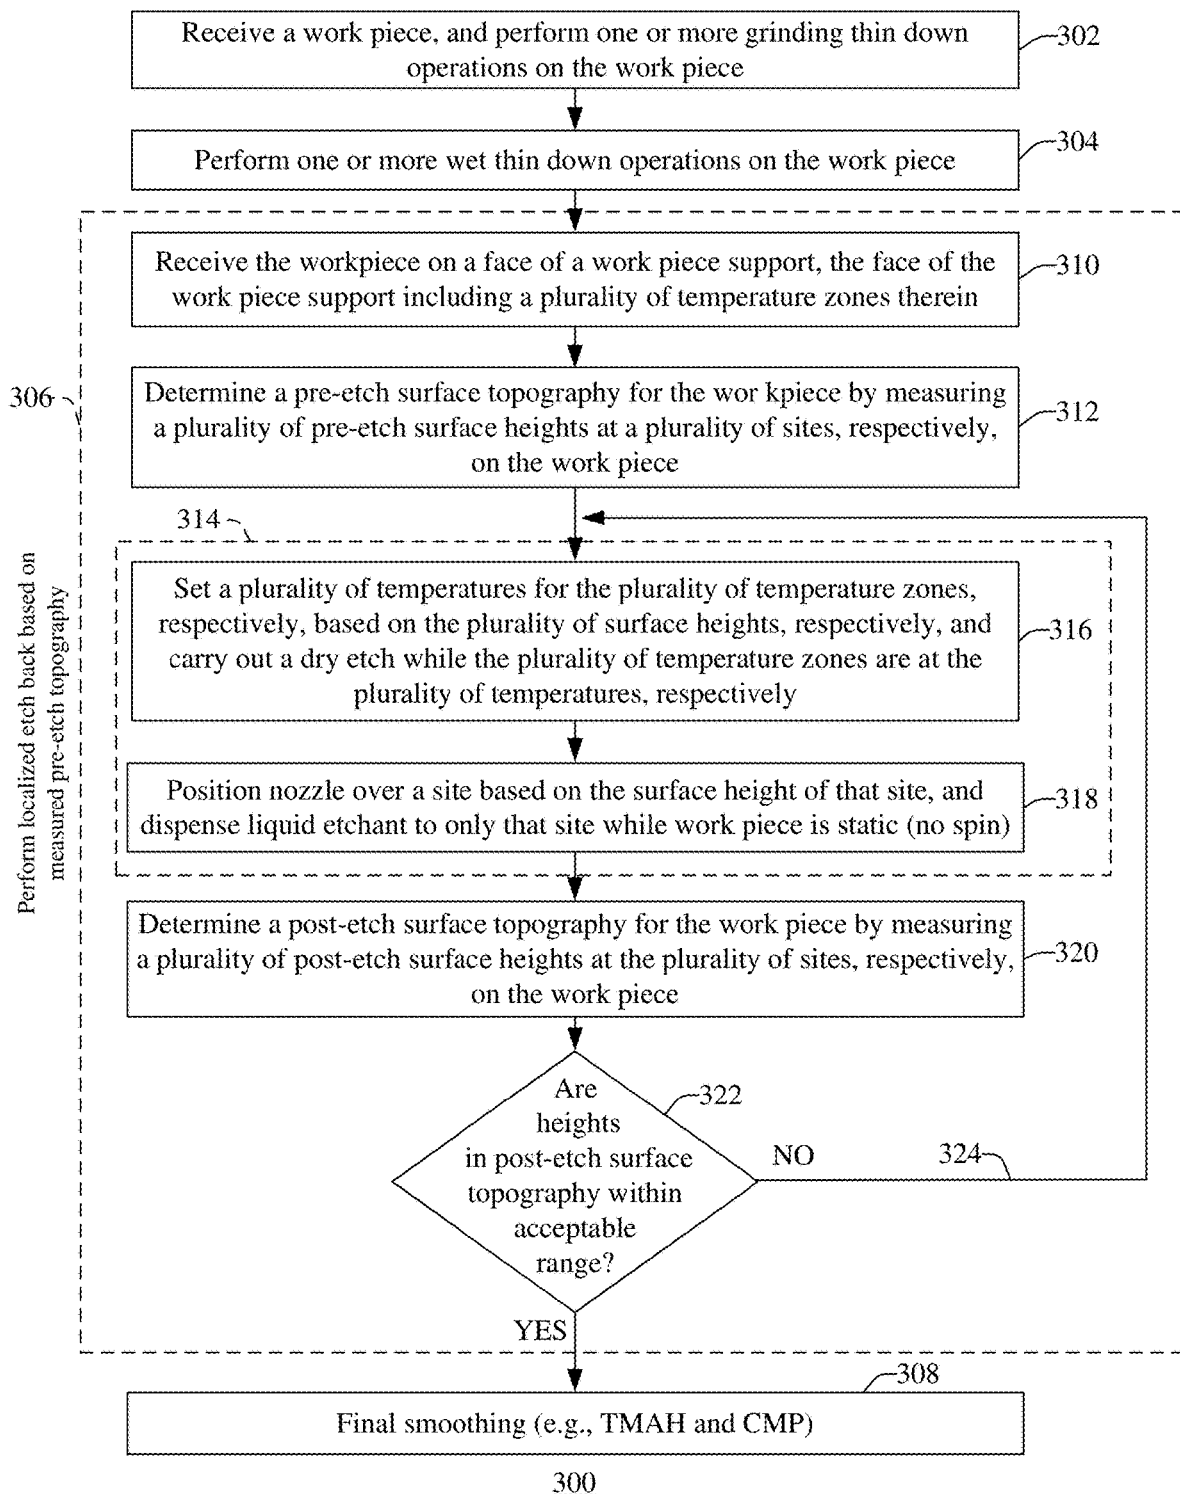 Receive a work piece, and perform one or more grinding thin down
operations on the work piece
302
Perform one or more wet thin down operations on the work piece
304
306
Perform localized etch back based on
measured pre-etch topography
Receive the workpiece on a face of a work piece support, the face of the
work piece support including a plurality of temperature zones therein
310
Determine a pre-etch surface topography for the wor kpiece by measuring
a plurality of pre-etch surface heights at a plurality of sites, respectively,
on the work piece
312
314
Set a plurality of temperatures for the plurality of temperature zones,
respectively, based on the plurality of surface heights, respectively, and
carry out a dry etch while the plurality of temperature zones are at the
plurality of temperatures, respectively
316
Position nozzle over a site based on the surface height of that site, and
dispense liquid etchant to only that site while work piece is static (no spin)
318
Determine a post-etch surface topography for the work piece by measuring
a plurality of post-etch surface heights at the plurality of sites, respectively,
on the work piece
320
Are
heights
in post-etch surface
topography within
acceptable
range?
322
NO
324
YES
Final smoothing (e.g., TMAH and CMP)
308
300